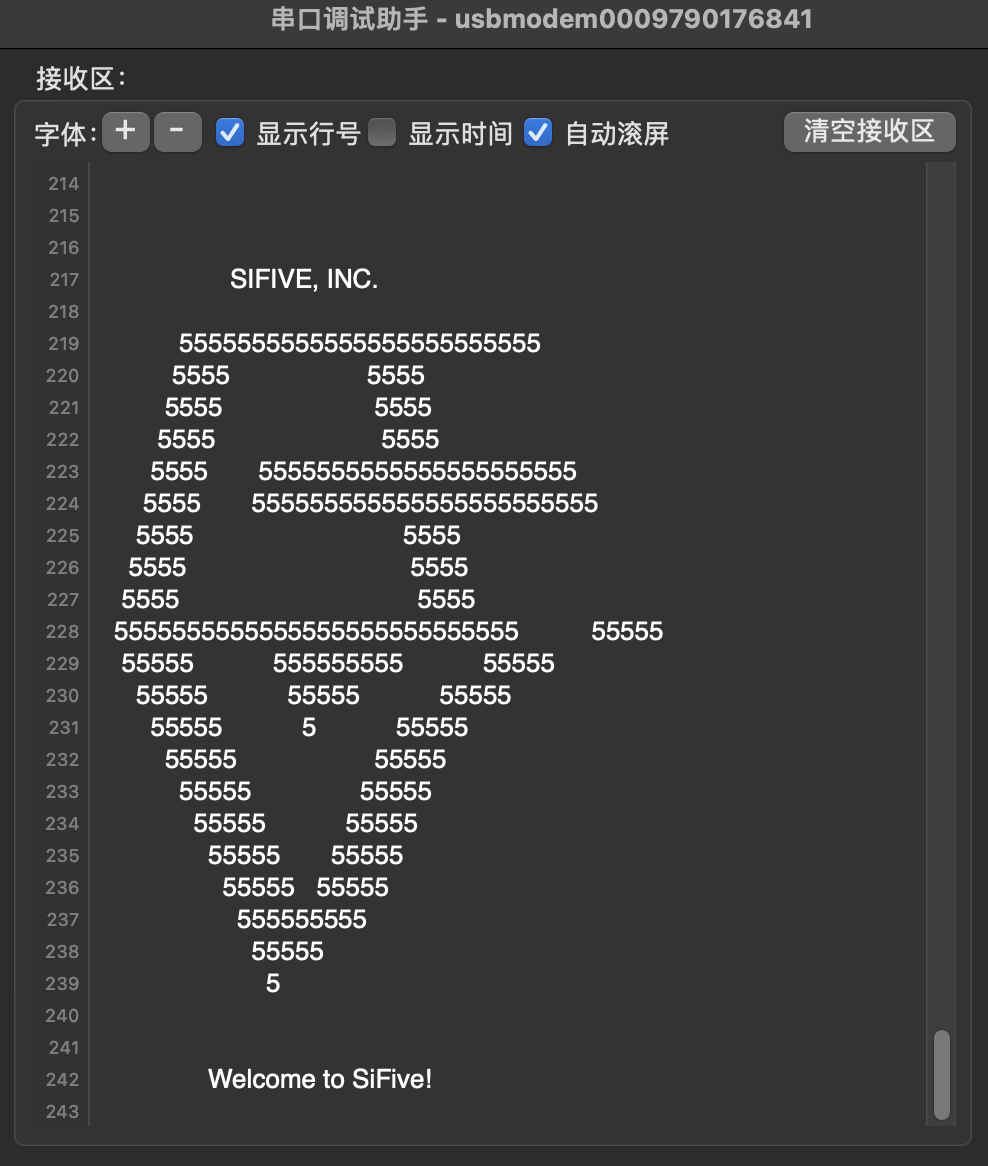 串口调试助手 - usbmodem0009790176841
接收区：
字体： + - 显示行号 显示时间 自动滚屏 清空接收区
214
215
216
217 SIFIVE, INC.
218
219 5555555555555555555555555
220 5555 5555
221 5555 5555
222 5555 5555
223 5555 5555555555555555555555
224 5555 555555555555555555555555
225 5555 5555
226 5555 5555
227 5555 5555
228 5555555555555555555555555555 55555
229 55555 555555555 55555
230 55555 55555 55555
231 55555 5 55555
232 55555 55555
233 55555 55555
234 55555 55555
235 55555 55555
236 55555 55555
237 555555555
238 55555
239 5
240
241
242 Welcome to SiFive!
243